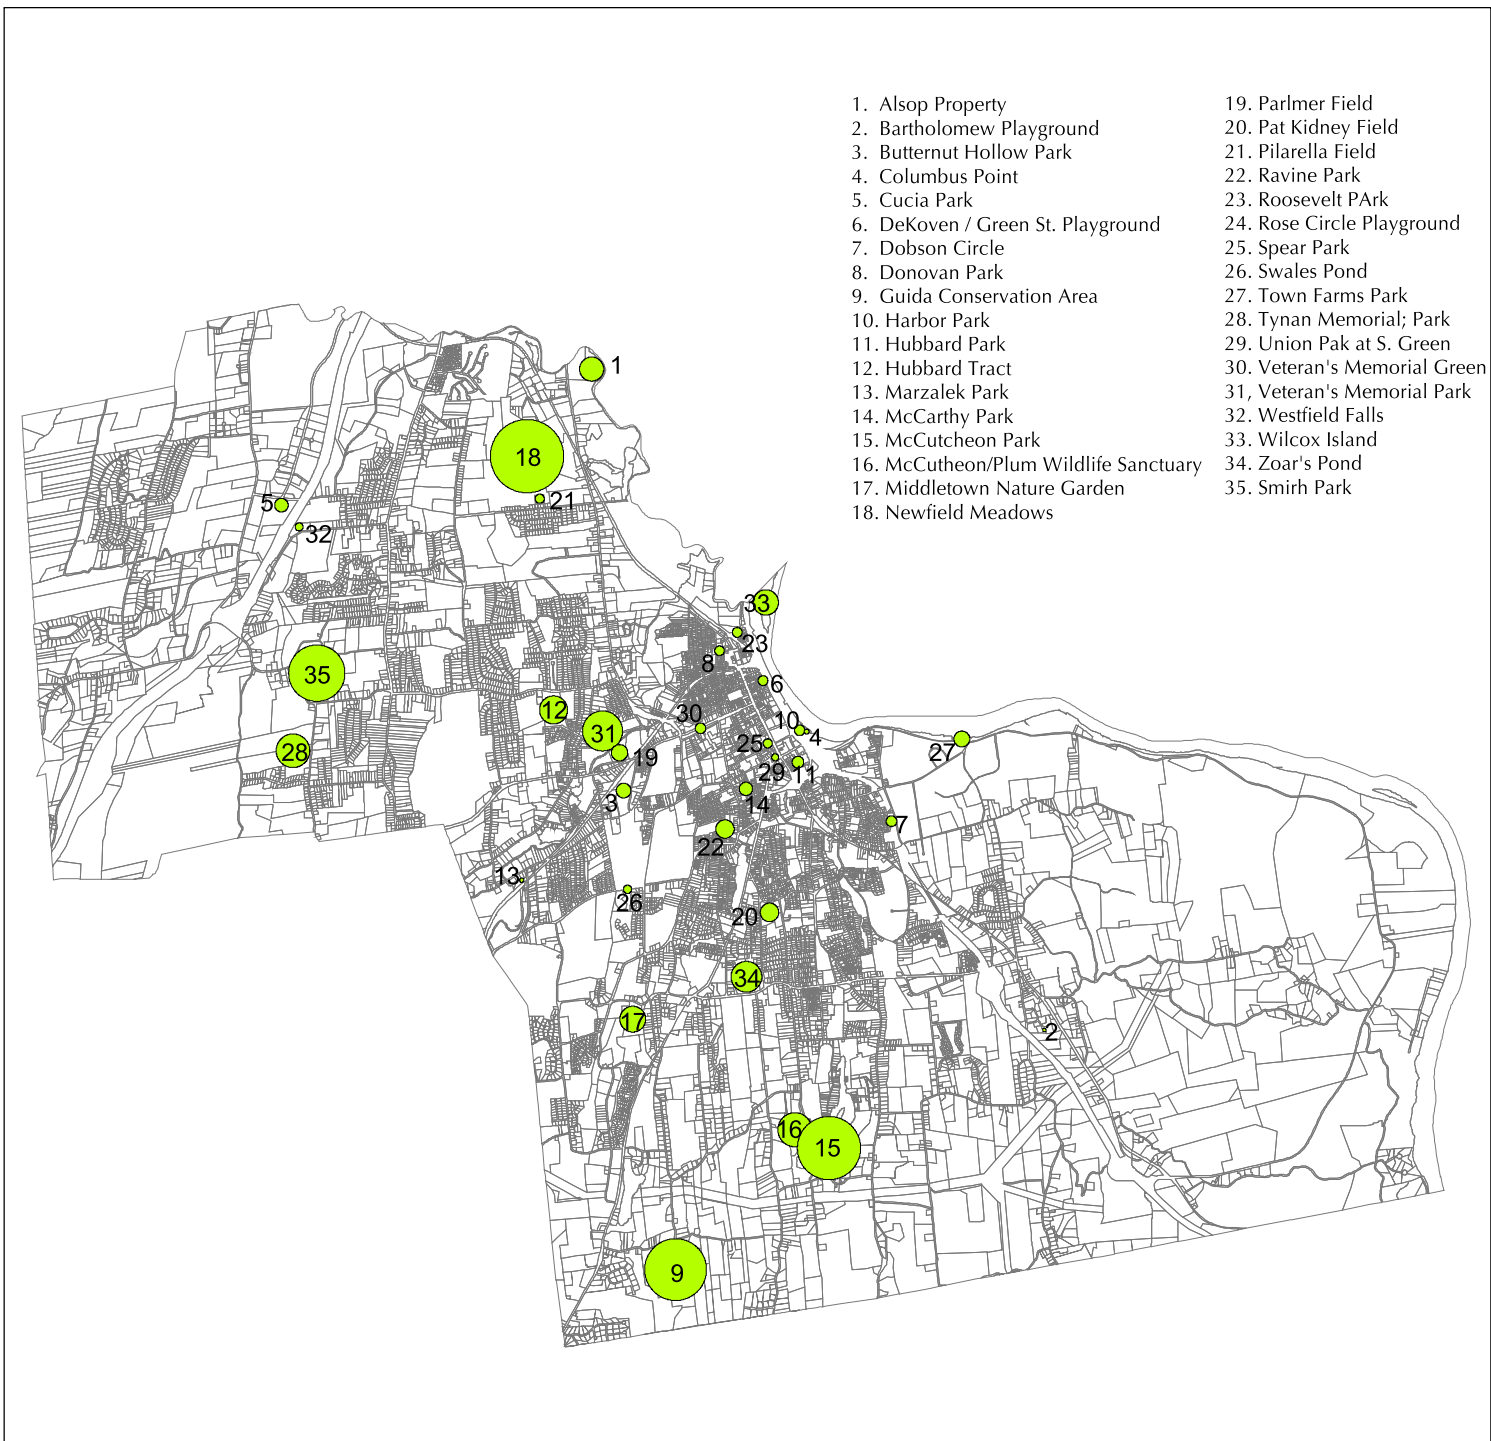 1. Alsop Property
2. Bartholomew Playground
3. Butternut Hollow Park
4. Columbus Point
5. Cucia Park
6. DeKoven / Green St. Playground
7. Dobson Circle
8. Donovan Park
9. Guida Conservation Area
10. Harbor Park
11. Hubbard Park
12. Hubbard Tract
13. Marzalek Park
14. McCarthy Park
15. McCutcheon Park
16. McCutheon/Plum Wildlife Sanctuary
17. Middletown Nature Garden
18. Newfield Meadows
19. Parlmer Field
20. Pat Kidney Field
21. Pilarella Field
22. Ravine Park
23. Roosevelt PArk
24. Rose Circle Playground
25. Spear Park
26. Swales Pond
27. Town Farms Park
28. Tynan Memorial; Park
29. Union Pak at S. Green
30. Veteran's Memorial Green
31, Veteran's Memorial Park
32. Westfield Falls
33. Wilcox Island
34. Zoar's Pond
35. Smirh Park
1
18
21
5
32
33
23
8
35
6
12
30
10
31
4
25
27
28
19
29
11
3
14
7
22
13
26
20
34
17
2
16
15
9